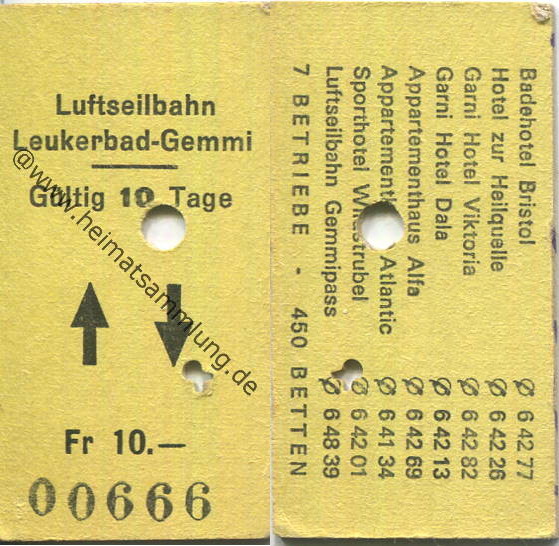 Luftseilbahn
Leukerbad-Gemmi
Gültig 10 Tage
Fr 10.—
00666
@www.heimatsammlung.de
Badehotel Bristol Ø 6 42 77
Hotel zur Heilquelle Ø 6 42 26
Garni Hotel Viktoria Ø 6 42 82
Garni Hotel Dala Ø 6 42 13
Appartementhaus Alfa Ø 6 42 69
Atlantic Ø 6 41 34
Sporthotel Ø 6 42 01
Luftseilbahn Gemmipass Ø 6 48 39
7 BETRIEBE - 450 BETTEN